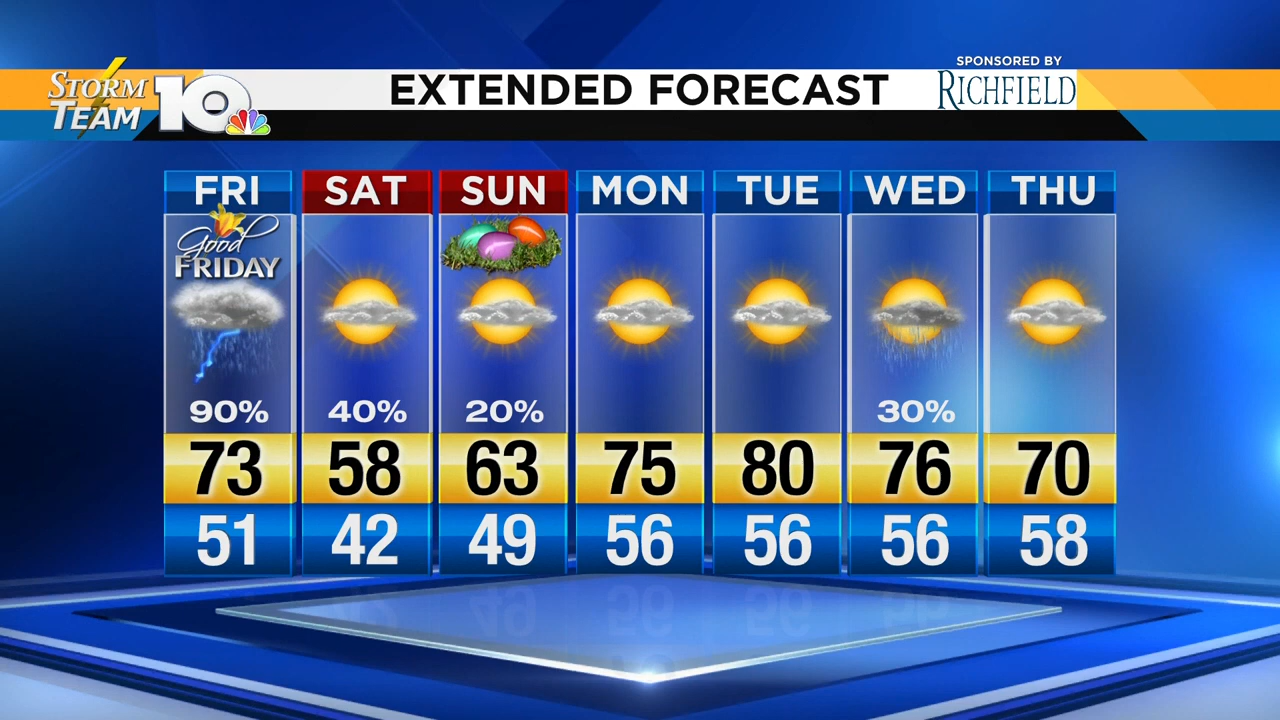 SPONSORED BY
STORM TEAM 10
EXTENDED FORECAST
RICHFIELD
FRI SAT SUN MON TUE WED THU
Good
FRIDAY
90% 40% 20% 30%
73 58 63 75 80 76 70
51 42 49 56 56 56 58